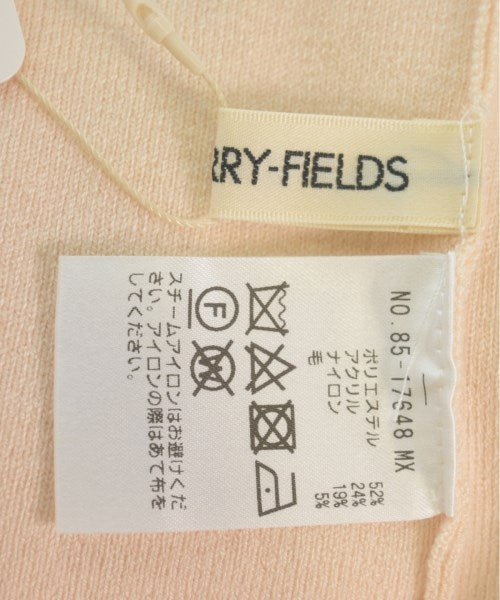 RRY-FIELDS
NO. 85-17648 MX
ポリエステル 52%
アクリル 24%
ナイロン 19%
毛 5%
F
W
スチームアイロンはお避けくだ
さい。アイロンの際はあて布を
してください。